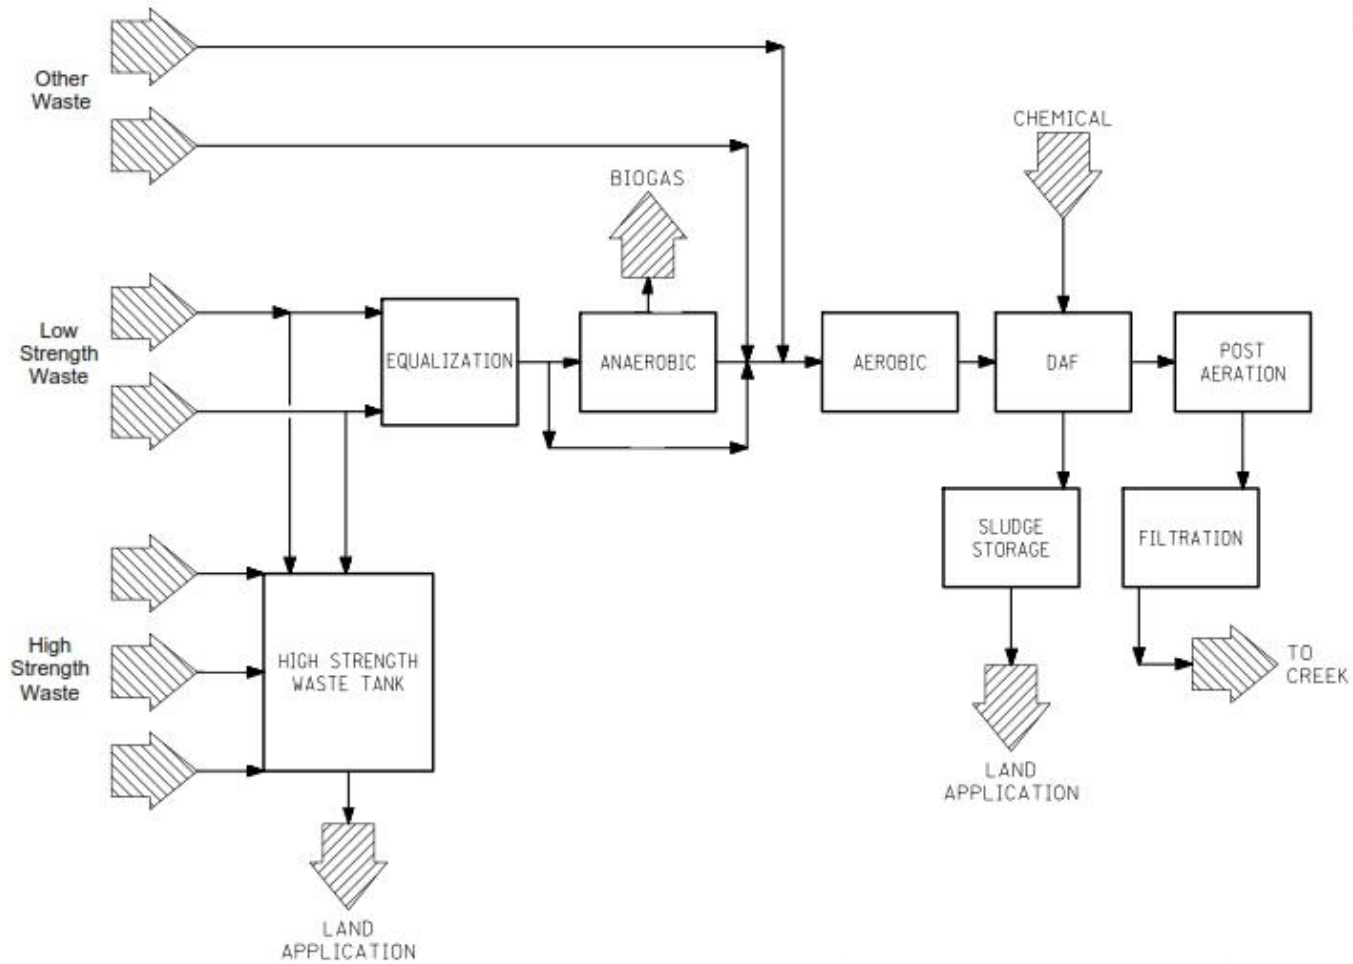 Other
Waste
CHEMICAL
BIOGAS
Low
Strength
Waste
EQUALIZATION
ANAEROBIC
AEROBIC
DAF
POST
AERATION
SLUDGE
STORAGE
FILTRATION
High
Strength
Waste
HIGH STRENGTH
WASTE TANK
TO
CREEK
LAND
APPLICATION
LAND
APPLICATION